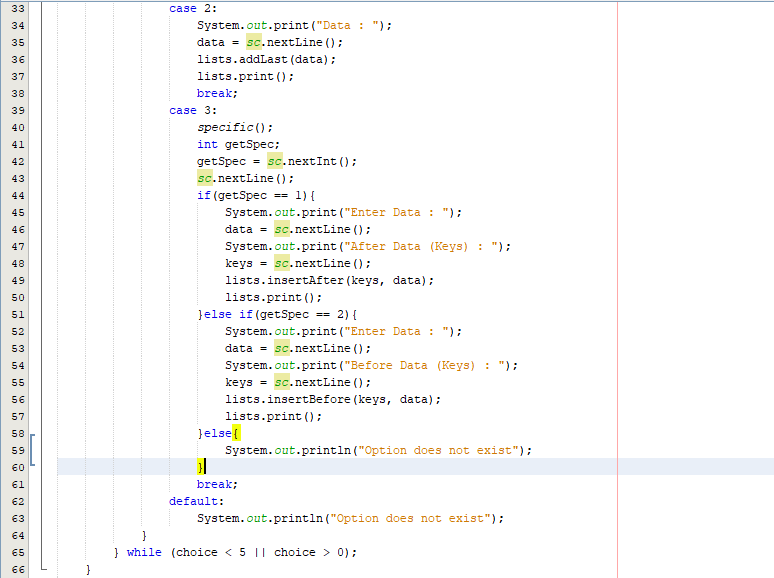 33 case 2:
34 System.out.print("Data : ");
35 data = sc.nextLine();
36 lists.addLast(data);
37 lists.print();
38 break;
39 case 3:
40 specific();
41 int getSpec;
42 getSpec = sc.nextInt();
43 sc.nextLine();
44 if(getSpec == 1){
45 System.out.print("Enter Data : ");
46 data = sc.nextLine();
47 System.out.print("After Data (Keys) : ");
48 keys = sc.nextLine();
49 lists.insertAfter(keys, data);
50 lists.print();
51 }else if(getSpec == 2){
52 System.out.print("Enter Data : ");
53 data = sc.nextLine();
54 System.out.print("Before Data (Keys) : ");
55 keys = sc.nextLine();
56 lists.insertBefore(keys, data);
57 lists.print();
58 }else{
59 System.out.println("Option does not exist");
60 }
61 break;
62 default:
63 System.out.println("Option does not exist");
64 }
65 } while (choice < 5 || choice > 0);
66 }